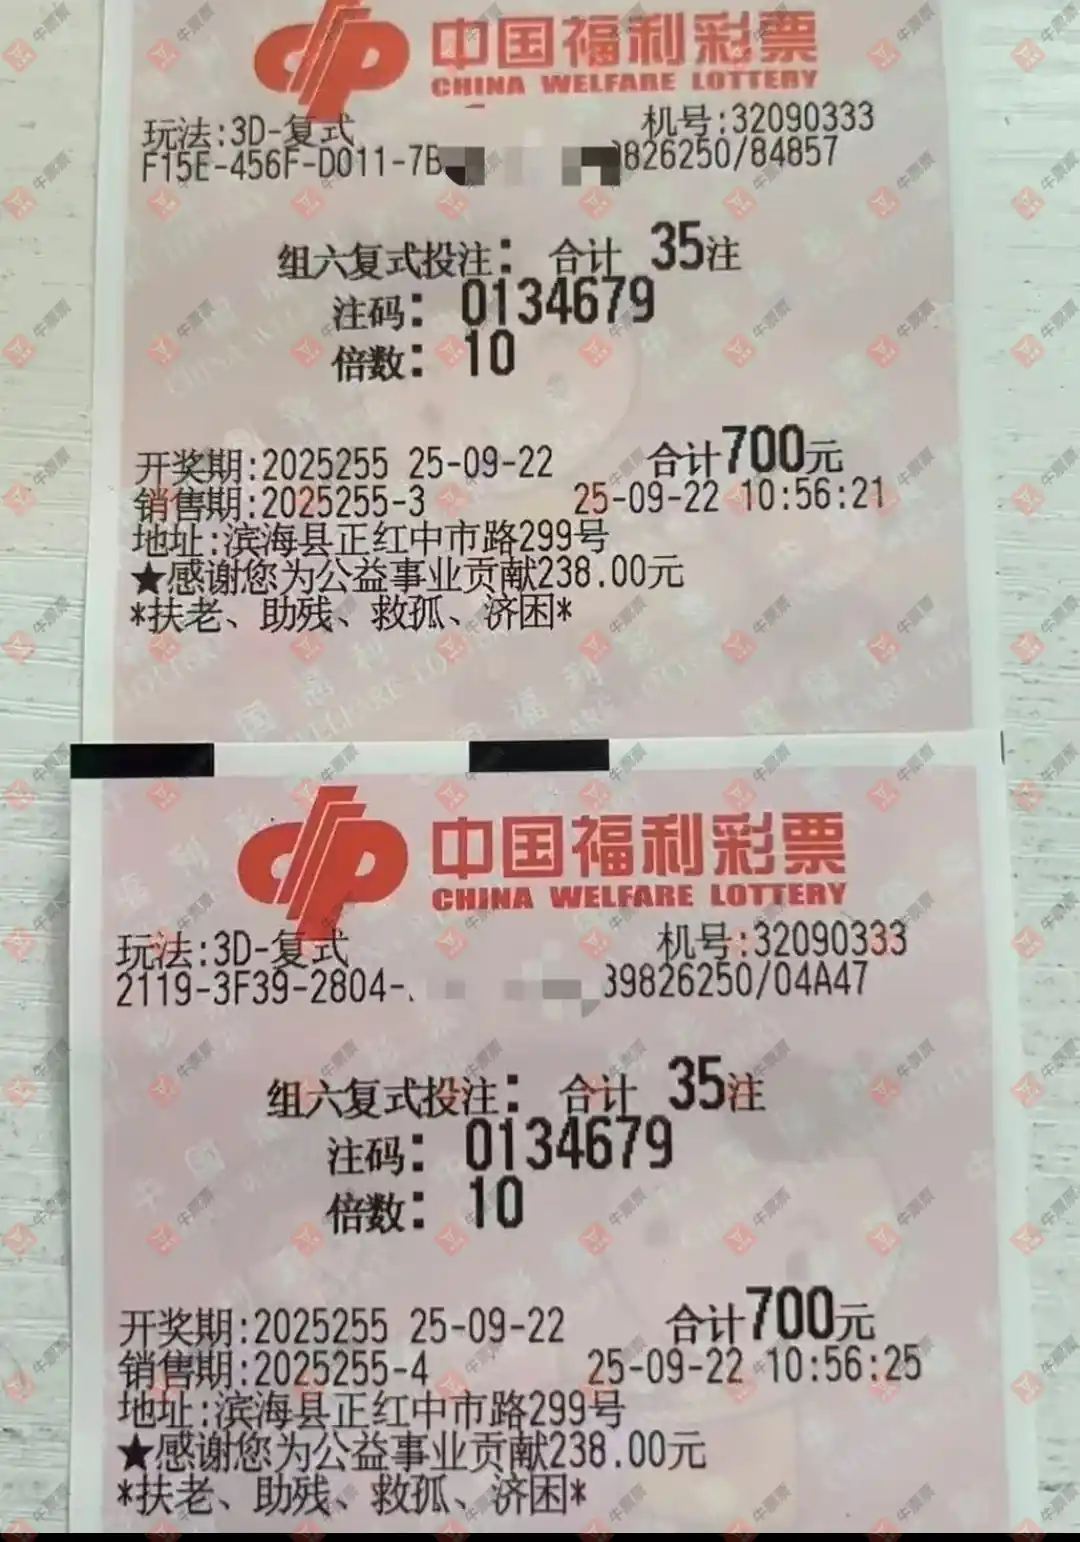 中国福利彩票
CHINA WELFARE LOTTERY
玩法:3D-复式 机号:32090333
F15E-456F-D011-7B 9826250/84857
组六复式投注: 合计 35注
注码: 0134679
倍数: 10
开奖期:2025255 25-09-22 合计700元
销售期:2025255-3 25-09-22 10:56:21
地址:滨海县正红中市路299号
★感谢您为公益事业贡献238.00元
*扶老、助残、救孤、济困*
中国福利彩票
CHINA WELFARE LOTTERY
玩法:3D-复式 机号:32090333
2119-3F39-2804- 39826250/04A47
组六复式投注: 合计 35注
注码: 0134679
倍数: 10
开奖期:2025255 25-09-22 合计700元
销售期:2025255-4 25-09-22 10:56:25
地址:滨海县正红中市路299号
★感谢您为公益事业贡献238.00元
*扶老、助残、救孤、济困*